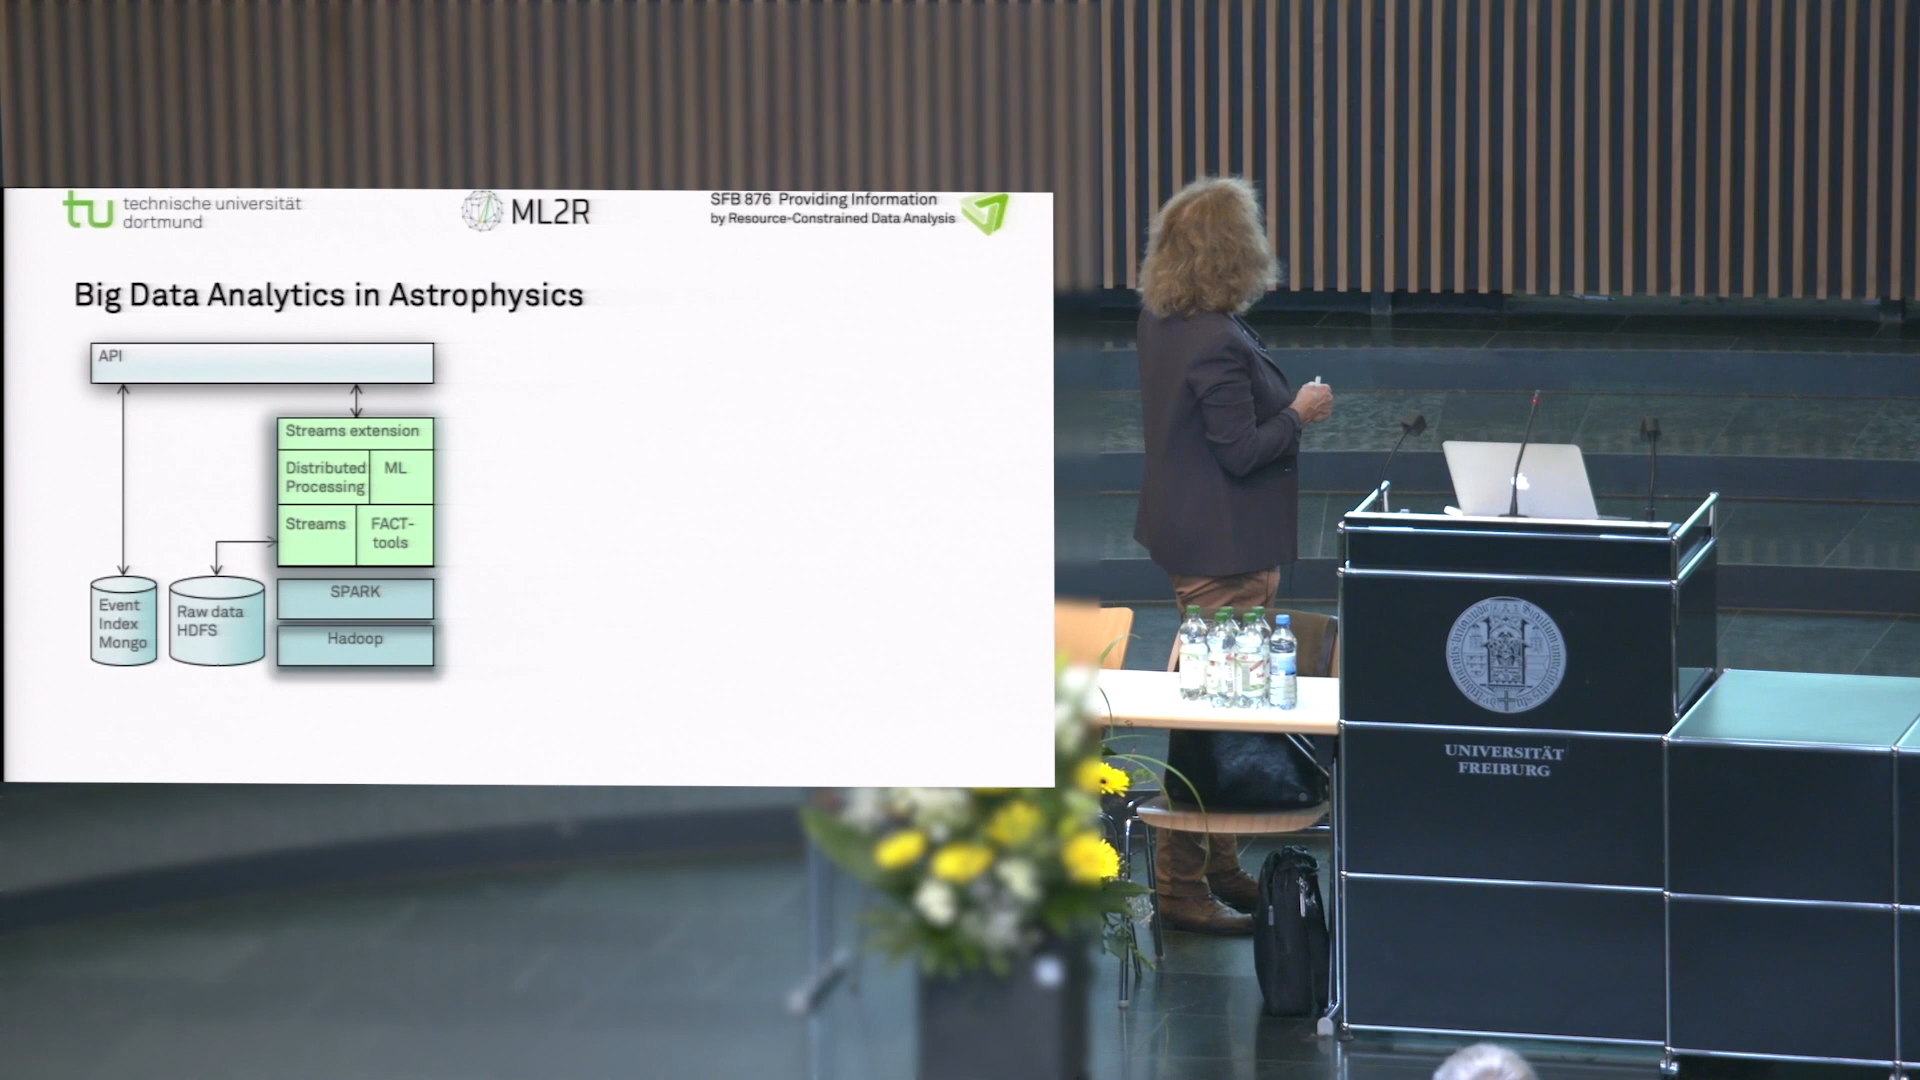 tu technische universität
dortmund
ML2R
SFB 876 Providing Information
by Resource-Constrained Data Analysis
Big Data Analytics in Astrophysics
API
Streams extension
Distributed
Processing
ML
Streams
FACT-
tools
Event
Index
Mongo
Raw data
HDFS
SPARK
Hadoop
UNIVERSITÄT
FREIBURG